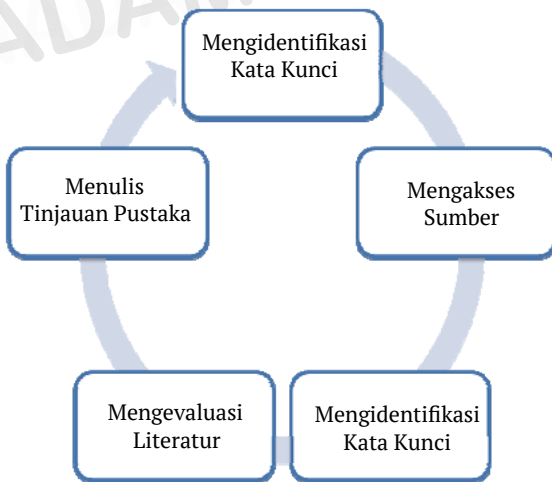 Mengidentifikasi
Kata Kunci
Mengakses
Sumber
Mengidentifikasi
Kata Kunci
Mengevaluasi
Literatur
Menulis
Tinjauan Pustaka